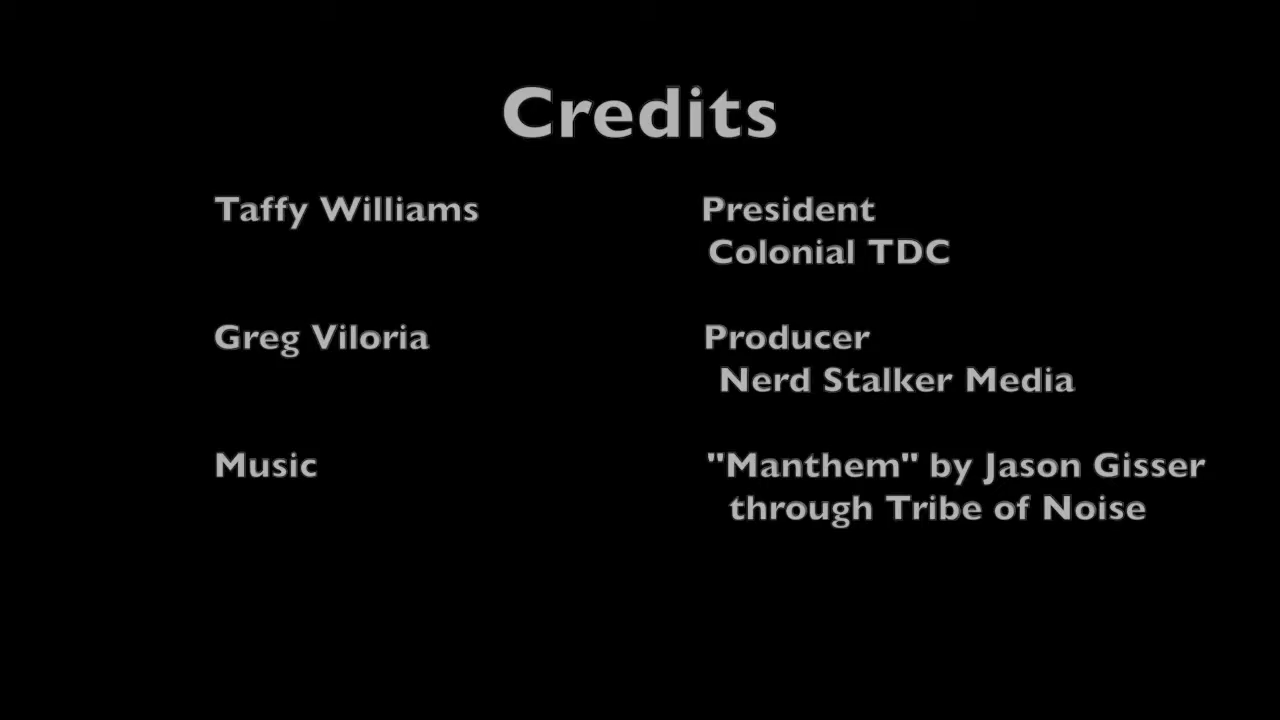 Credits
Taffy Williams President
Colonial TDC
Greg Viloria Producer
Nerd Stalker Media
Music "Manthem" by Jason Gisser
through Tribe of Noise